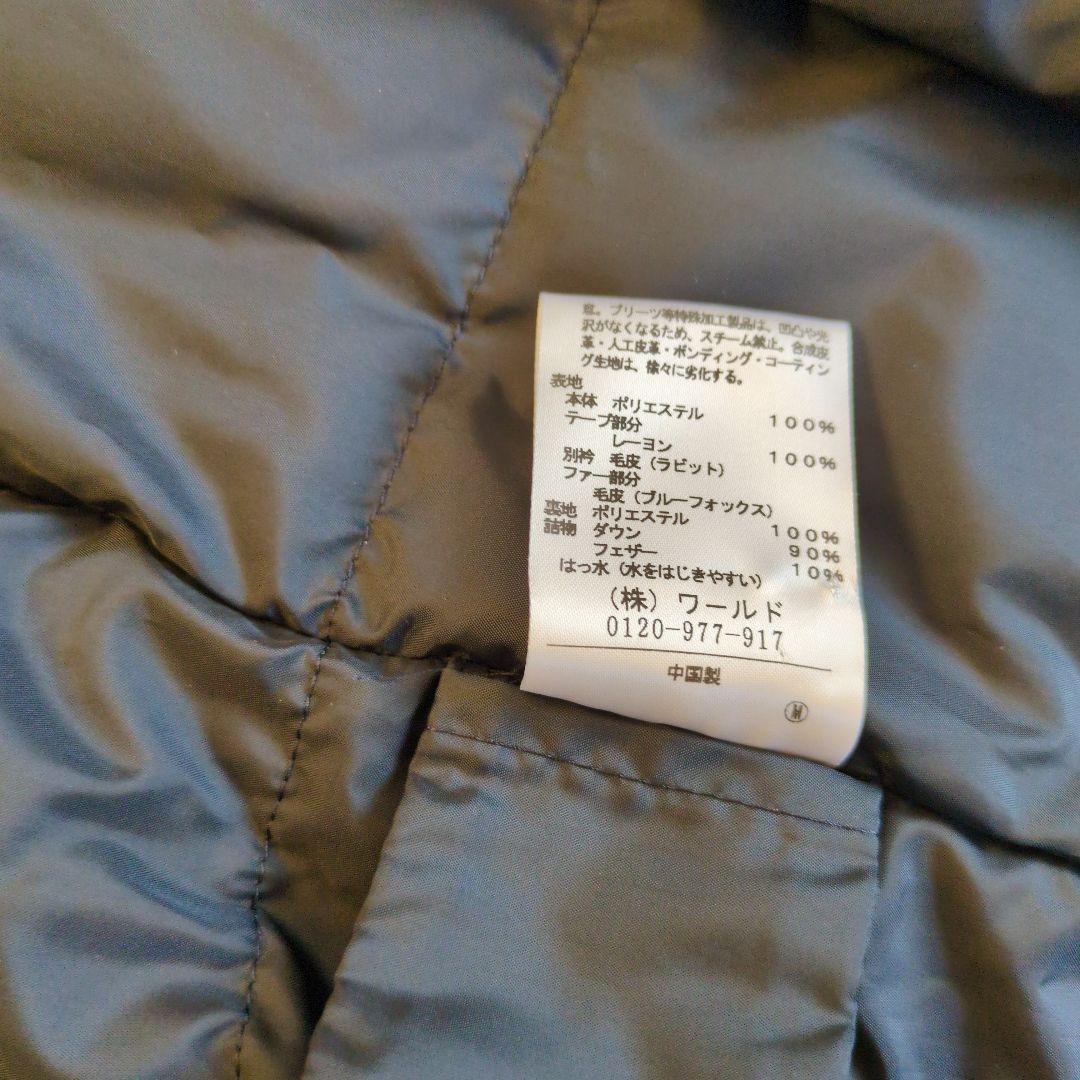 意。プリーツ等特殊加工製品は、凹凸や光
沢がなくなるため、スチーム禁止。合成皮
革・人工皮革・ボンディング・コーティン
グ生地は、徐々に劣化する。
表地
本体 ポリエステル 100%
テープ部分
レーヨン 100%
別衿 毛皮(ラビット)
ファー部分
毛皮(ブルーフォックス)
裏地 ポリエステル 100%
詰物 ダウン 90%
フェザー 10%
はっ水(水をはじきやすい)
(株)ワールド
0120-977-917
中国製
W